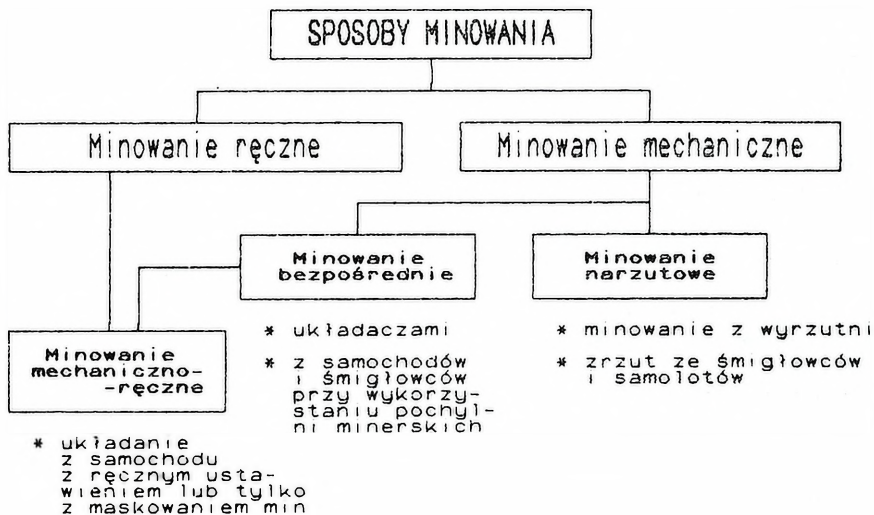 SPOSOBY MINOWANIA
Minowanie ręczne
Minowanie mechaniczne
Minowanie
bezpośrednie
Minowanie
narzutowe
* układaczami
* z samochodów
i śmigłowców
przy wykorzy-
staniu pochyl-
ni minerskich
* minowanie z wyrzutni
* zrzut ze śmigłowców
i samolotów
Minowanie
mechaniczno-
-ręczne
* układanie
z samochodu
z ręcznym usta-
wieniem lub tylko
z maskowaniem min